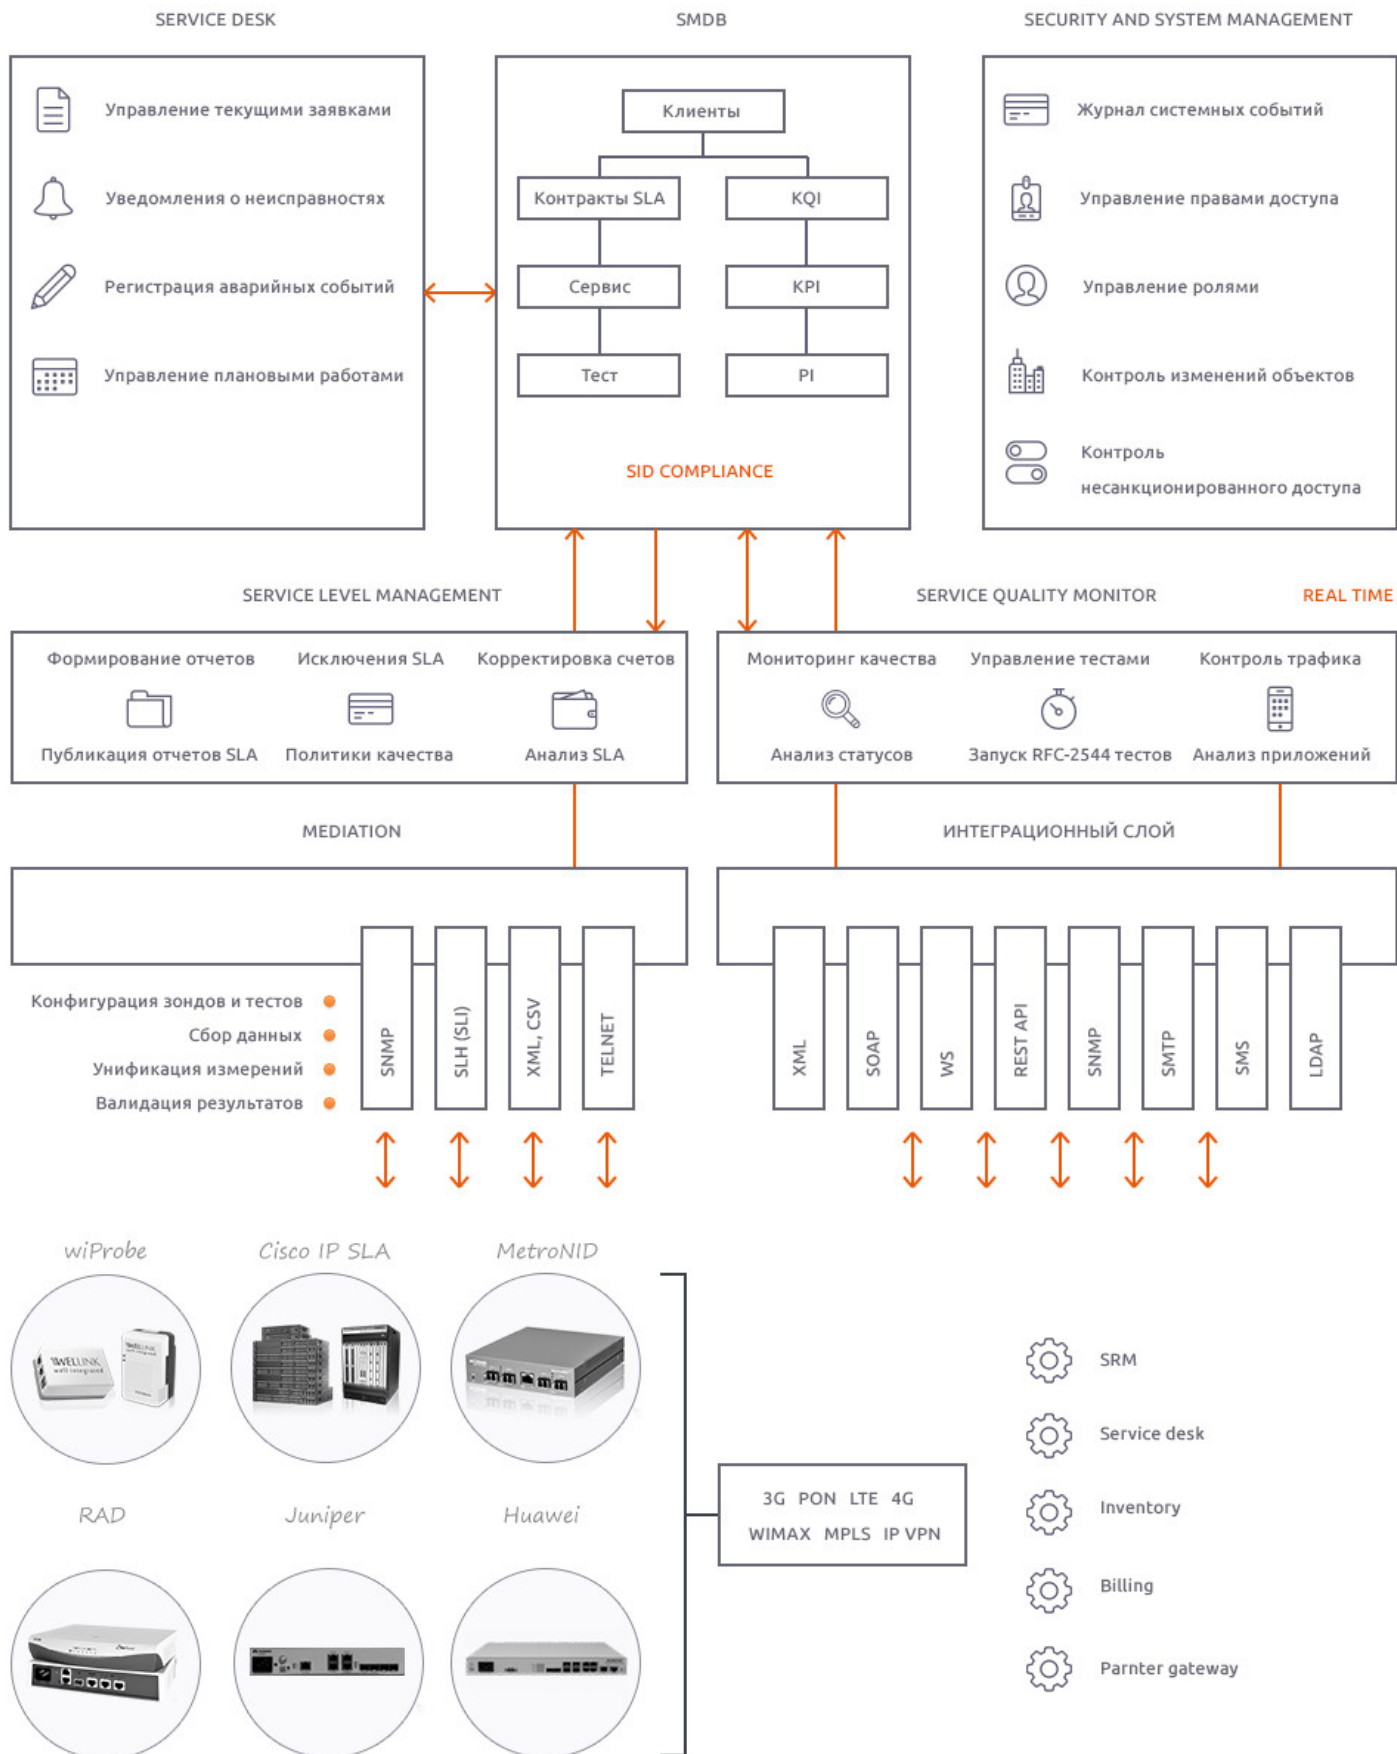 SERVICE DESK
Управление текущими заявками
Уведомления о неисправностях
Регистрация аварийных событий
Управление плановыми работами
SMDB
Клиенты
Контракты SLA
KQI
Сервис
KPI
Тест
PI
SID COMPLIANCE
SECURITY AND SYSTEM MANAGEMENT
Журнал системных событий
Управление правами доступа
Управление ролями
Контроль изменений объектов
Контроль
несанкционированного доступа
SERVICE LEVEL MANAGEMENT
Формирование отчетов
Исключения SLA
Корректировка счетов
Публикация отчетов SLA
Политики качества
Анализ SLA
SERVICE QUALITY MONITOR
REAL TIME
Мониторинг качества
Управление тестами
Контроль трафика
Анализ статусов
Запуск RFC-2544 тестов
Анализ приложений
MEDIATION
Конфигурация зондов и тестов
Сбор данных
Унификация измерений
Валидация результатов
SNMP
SLH (SLI)
XML, CSV
TELNET
ИНТЕГРАЦИОННЫЙ СЛОЙ
XML
SOAP
WS
REST API
SNMP
SMTP
SMS
LDAP
wiProbe
Cisco IP SLA
MetroNID
WELLINK
well integrated
WELLINK
well integrated
RAD
Juniper
Huawei
3G PON LTE 4G
WIMAX MPLS IP VPN
SRM
Service desk
Inventory
Billing
Parnter gateway